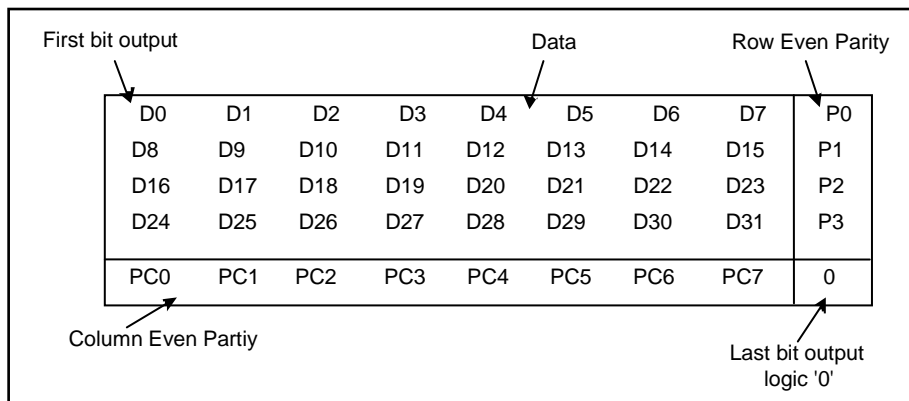 First bit output Data Row Even Parity
D0 D1 D2 D3 D4 D5 D6 D7 P0
D8 D9 D10 D11 D12 D13 D14 D15 P1
D16 D17 D18 D19 D20 D21 D22 D23 P2
D24 D25 D26 D27 D28 D29 D30 D31 P3
PC0 PC1 PC2 PC3 PC4 PC5 PC6 PC7 0
Column Even Partiy
Last bit output
logic '0'